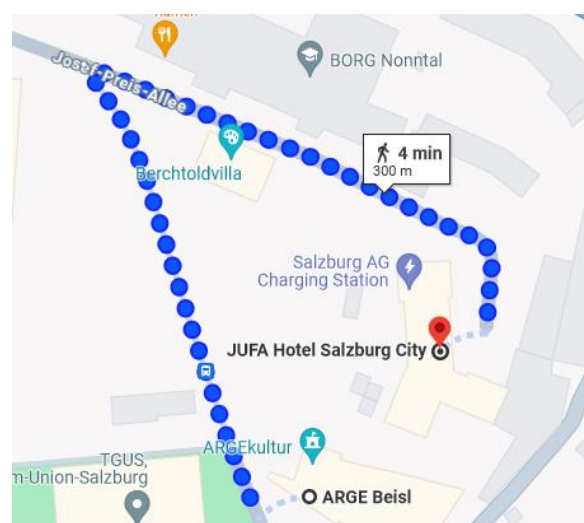 BORG Nonntal
Josef-Preis-Allee
4 min
300 m
Berchtoldvilla
Salzburg AG
Charging Station
JUFA Hotel Salzburg City
ARGEkultur
TGUS,
m-Union-Salzburg
ARGE Beisl